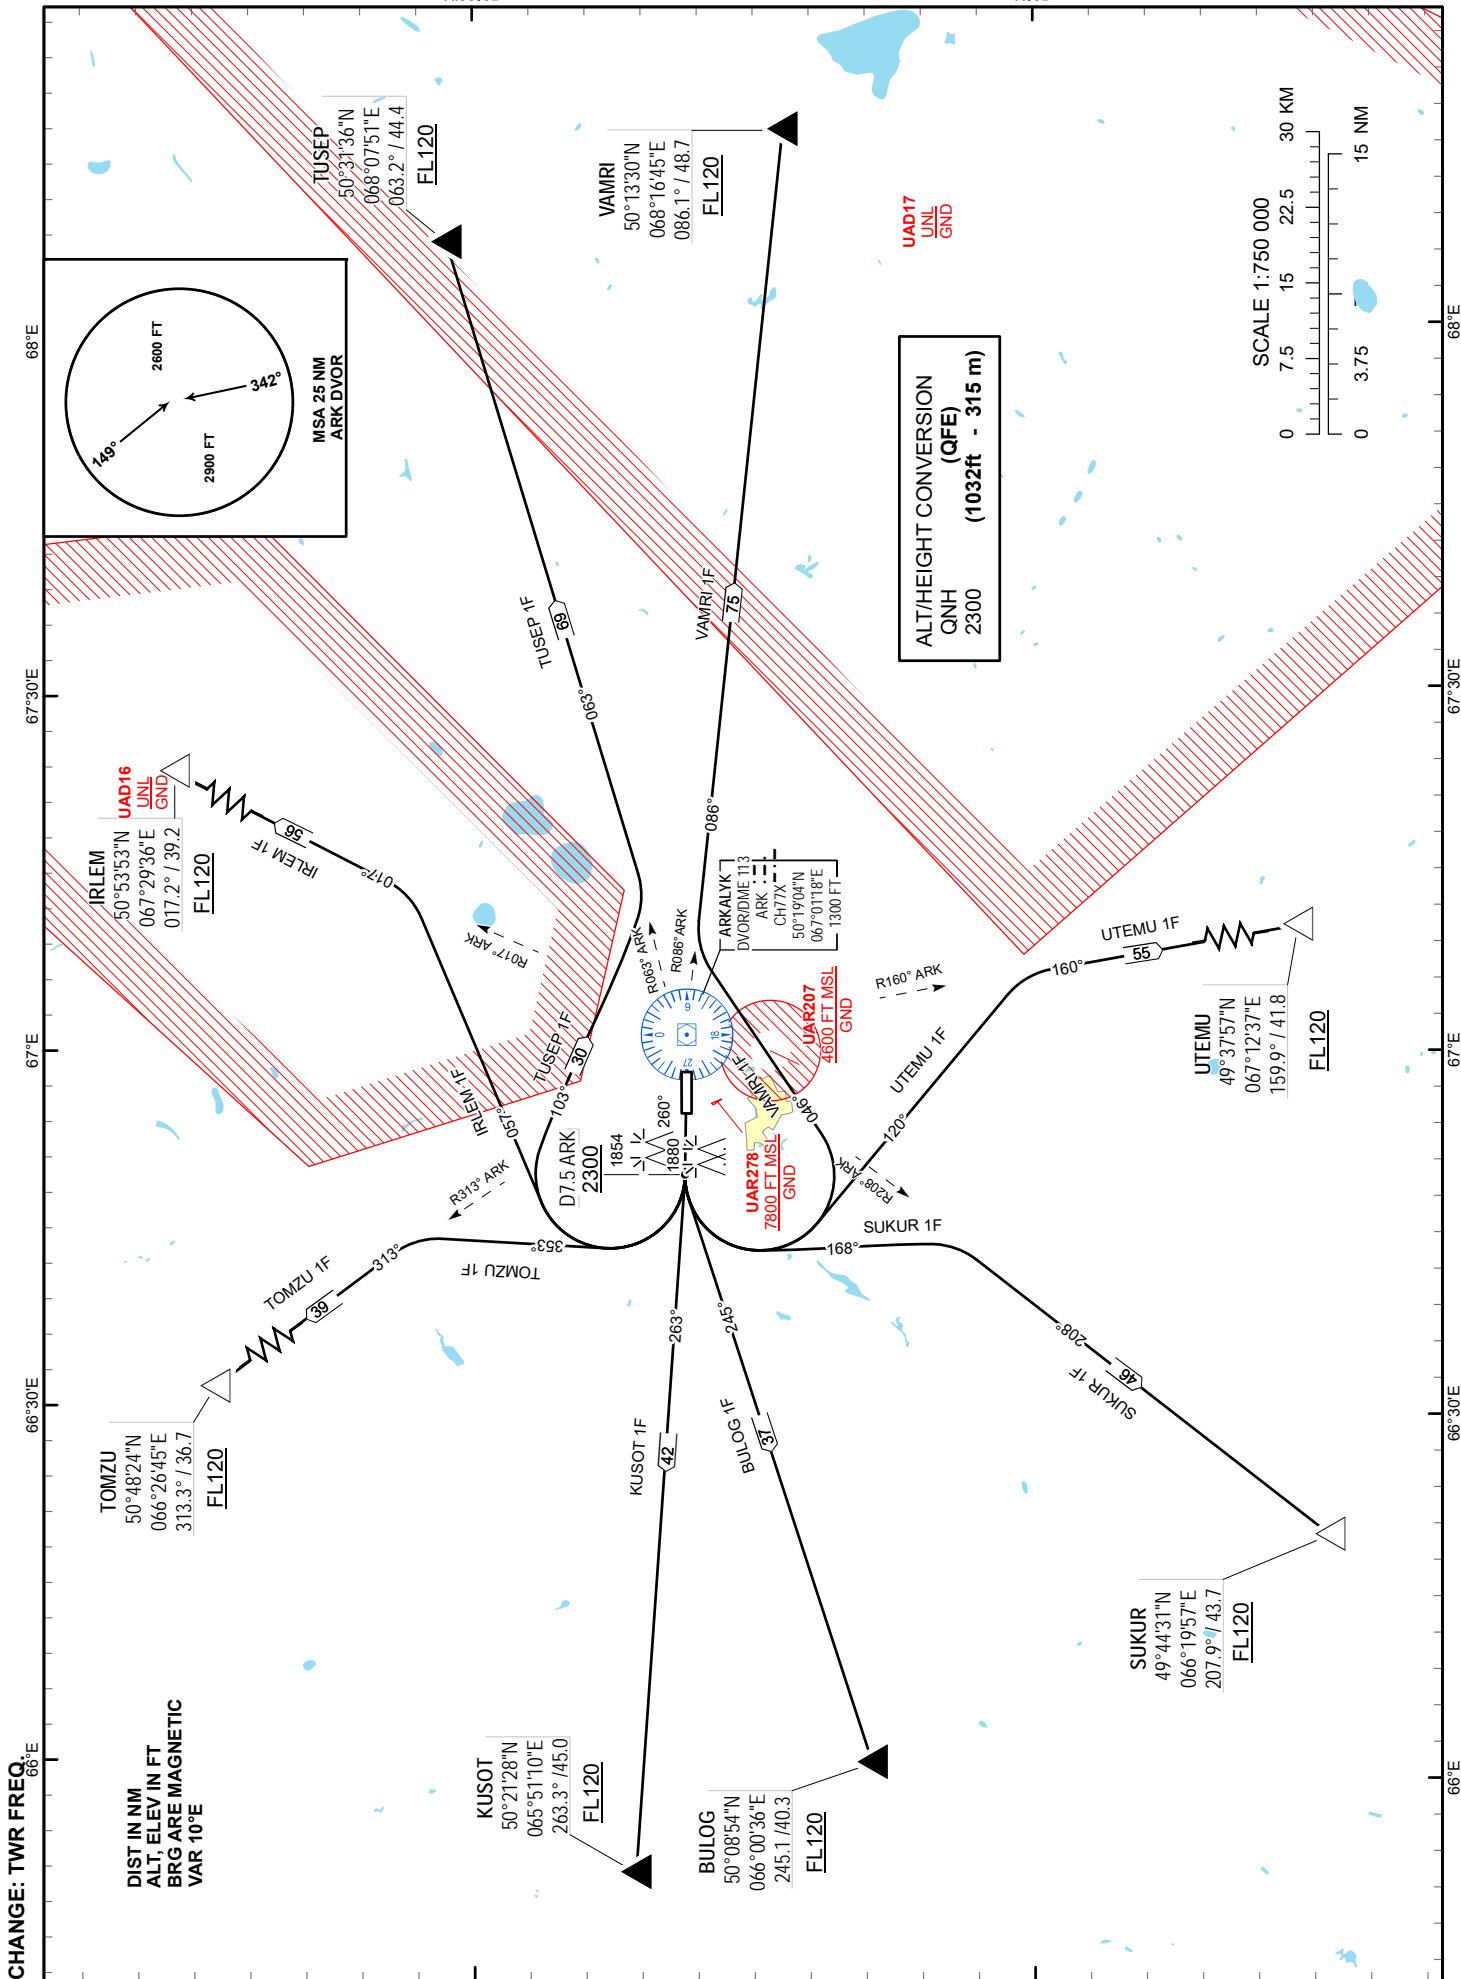 CHANGE: TWR FREQ.
DIST IN NM
ALT, ELEV IN FT
BRG ARE MAGNETIC
VAR 10°E
66°E
66°30'E
67°E
67°30'E
68°E
TOMZU
50°48'24"N
066°26'45"E
313.3° / 36.7
FL120
IRLEM
50°53'53"N
067°29'36"E
017.2° / 39.2
FL120
UAD16
UNL
GND
149°
342°
2600 FT
2900 FT
MSA 25 NM
ARK DVOR
TUSEP
50°31'36"N
068°07'51"E
063.2° / 44.4
FL120
VAMRI
50°13'30"N
068°16'45"E
086.1° / 48.7
FL120
KUSOT
50°21'28"N
065°51'10"E
263.3° /45.0
FL120
BULOG
50°08'54"N
066°00'36"E
245.1 /40.3
FL120
SUKUR
49°44'31"N
066°19'57"E
207.9° / 43.7
FL120
UTEMU
49°37'57"N
067°12'37"E
159.9° / 41.8
FL120
TOMZU 1F
39
313°
353°
TOMZU 1F
R313° ARK
IRLEM 1F
56
017°
057°
IRLEM 1F
R017° ARK
TUSEP 1F
69
063°
103°
30
TUSEP 1F
R063° ARK
VAMRI 1F
75
086°
046°
VAMRI 1F
R086° ARK
KUSOT 1F
42
263°
BULOG 1F
37
245°
SUKUR 1F
168°
208°
46
SUKUR 1F
R208° ARK
UTEMU 1F
120°
160°
55
UTEMU 1F
R160° ARK
D7.5 ARK
2300
1854
1880
260°
0
9
18
27
ARKALYK
DVOR/DME 113
ARK
CH77X
50°19'04"N
067°01'18"E
1300 FT
UAR207
4600 FT MSL
GND
UAR278
7800 FT MSL
GND
UAD17
UNL
GND
ALT/HEIGHT CONVERSION
QNH (QFE)
2300 (1032ft - 315 m)
SCALE 1:750 000
0 7.5 15 22.5 30 KM
0 3.75 15 NM
66°E
66°30'E
67°E
67°30'E
68°E